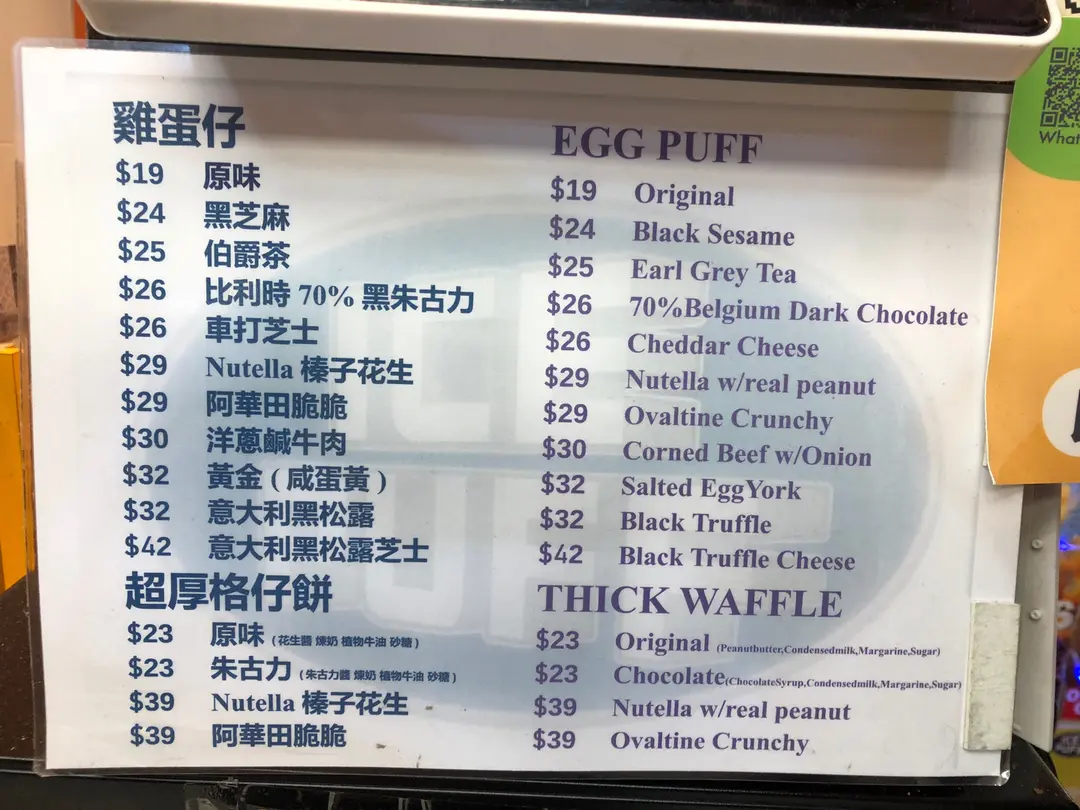 雞蛋仔
$19 原味
$24 黑芝麻
$25 伯爵茶
$26 比利時 70% 黑朱古力
$26 車打芝士
$29 Nutella 榛子花生
$29 阿華田脆脆
$30 洋蔥鹹牛肉
$32 黃金 ( 咸蛋黃 )
$32 意大利黑松露
$42 意大利黑松露芝士
超厚格仔餅
$23 原味 ( 花生醬 煉奶 植物牛油 砂糖 )
$23 朱古力 ( 朱古力醬 煉奶 植物牛油 砂糖 )
$39 Nutella 榛子花生
$39 阿華田脆脆
EGG PUFF
$19 Original
$24 Black Sesame
$25 Earl Grey Tea
$26 70%Belgium Dark Chocolate
$26 Cheddar Cheese
$29 Nutella w/real peanut
$29 Ovaltine Crunchy
$30 Corned Beef w/Onion
$32 Salted EggYork
$32 Black Truffle
$42 Black Truffle Cheese
THICK WAFFLE
$23 Original (Peanutbutter,Condensedmilk,Margarine,Sugar)
$23 Chocolate(ChocolateSyrup,Condensedmilk,Margarine,Sugar)
$39 Nutella w/real peanut
$39 Ovaltine Crunchy